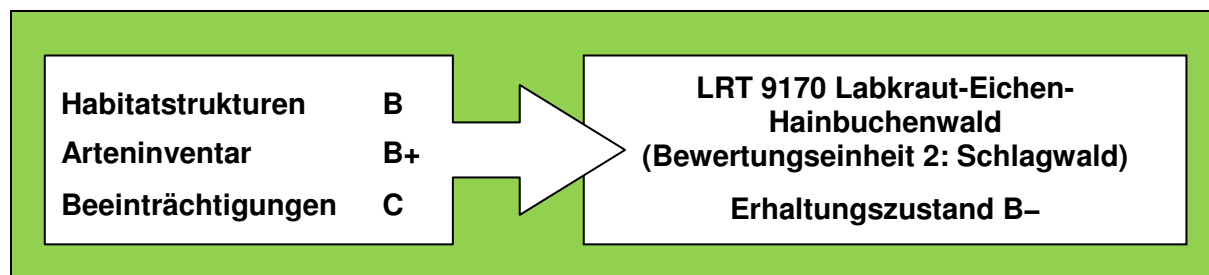 Habitatstrukturen B
Arteninventar B+
Beeinträchtigungen C
LRT 9170 Labkraut-Eichen-
Hainbuchenwald
(Bewertungseinheit 2: Schlagwald)
Erhaltungszustand B–